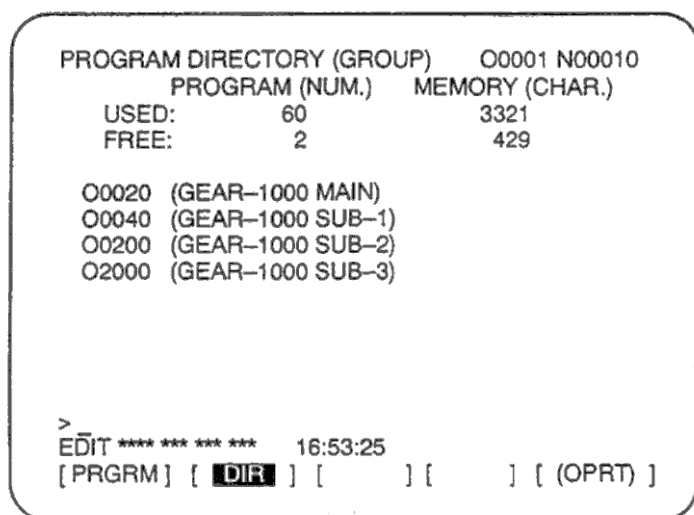 PROGRAM DIRECTORY (GROUP) O0001 N00010
PROGRAM (NUM.) MEMORY (CHAR.)
USED: 60 3321
FREE: 2 429
O0020 (GEAR–1000 MAIN)
O0040 (GEAR–1000 SUB–1)
O0200 (GEAR–1000 SUB–2)
O2000 (GEAR–1000 SUB–3)
>_
EDIT **** *** *** *** 16:53:25
[ PRGRM ] [ DIR ] [ ] [ ] [ (OPRT) ]